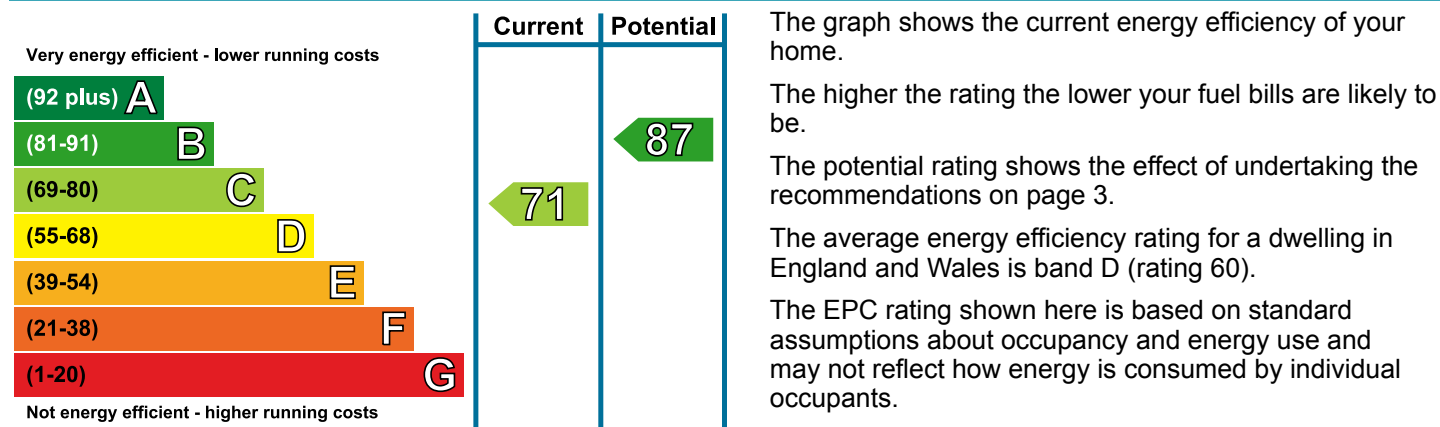 Current Potential
Very energy efficient - lower running costs
(92 plus) A
(81-91) B
87
(69-80) C
71
(55-68) D
(39-54) E
(21-38) F
(1-20) G
Not energy efficient - higher running costs
The graph shows the current energy efficiency of your
home.
The higher the rating the lower your fuel bills are likely to
be.
The potential rating shows the effect of undertaking the
recommendations on page 3.
The average energy efficiency rating for a dwelling in
England and Wales is band D (rating 60).
The EPC rating shown here is based on standard
assumptions about occupancy and energy use and
may not reflect how energy is consumed by individual
occupants.